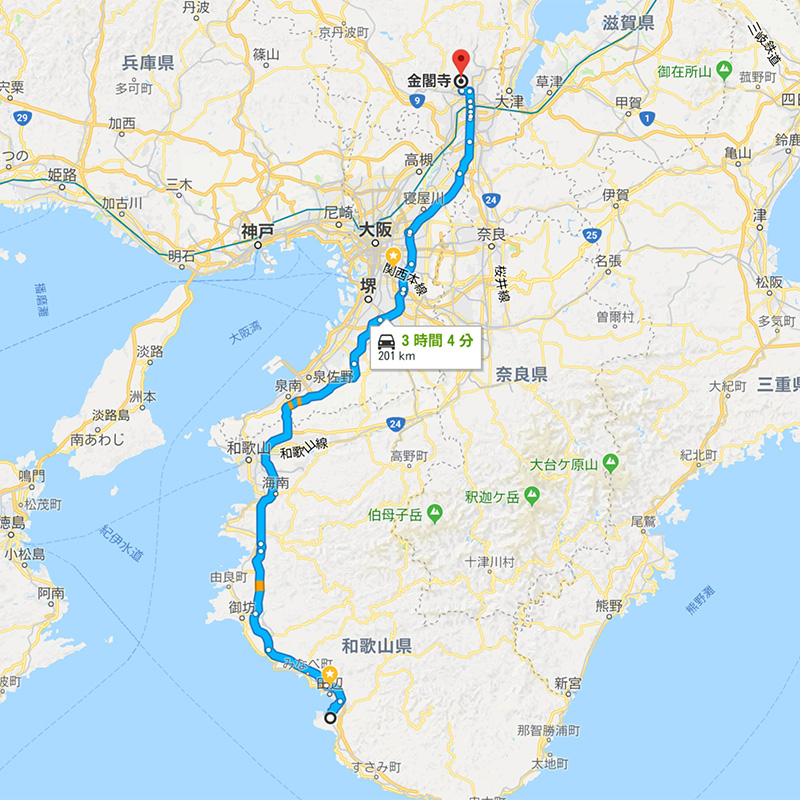 丹波
滋賀県
京丹波町
三岐鉄道
篠山
兵庫県
多可町
宍粟
金閣寺
草津
御在所山
菰野町
大津
9
甲賀
1
四日
29
加西
鈴鹿
亀山
つの
高槻
姫路
三木
24
伊賀
加古川
尼崎
寝屋川
津
神戸
大阪
奈良
25
明石
関西本線
名張
桜井線
松阪
播磨灘
堺
曽爾村
多気町
大阪湾
3 時間 4 分
201 km
淡路
泉佐野
奈良県
泉南
大紀町
三重県
洲本
淡路島
24
南あわじ
和歌山
和歌山線
高野町
紀北町
大台ケ原山
鳴門
海南
釈迦ケ岳
松茂町
徳島
伯母子岳
尾鷲
小松島
紀伊水道
十津川村
由良町
阿南
熊野
熊野灘
御坊
和歌山県
みなべ町
田辺
新宮
那智勝浦町
すさみ町
太地町